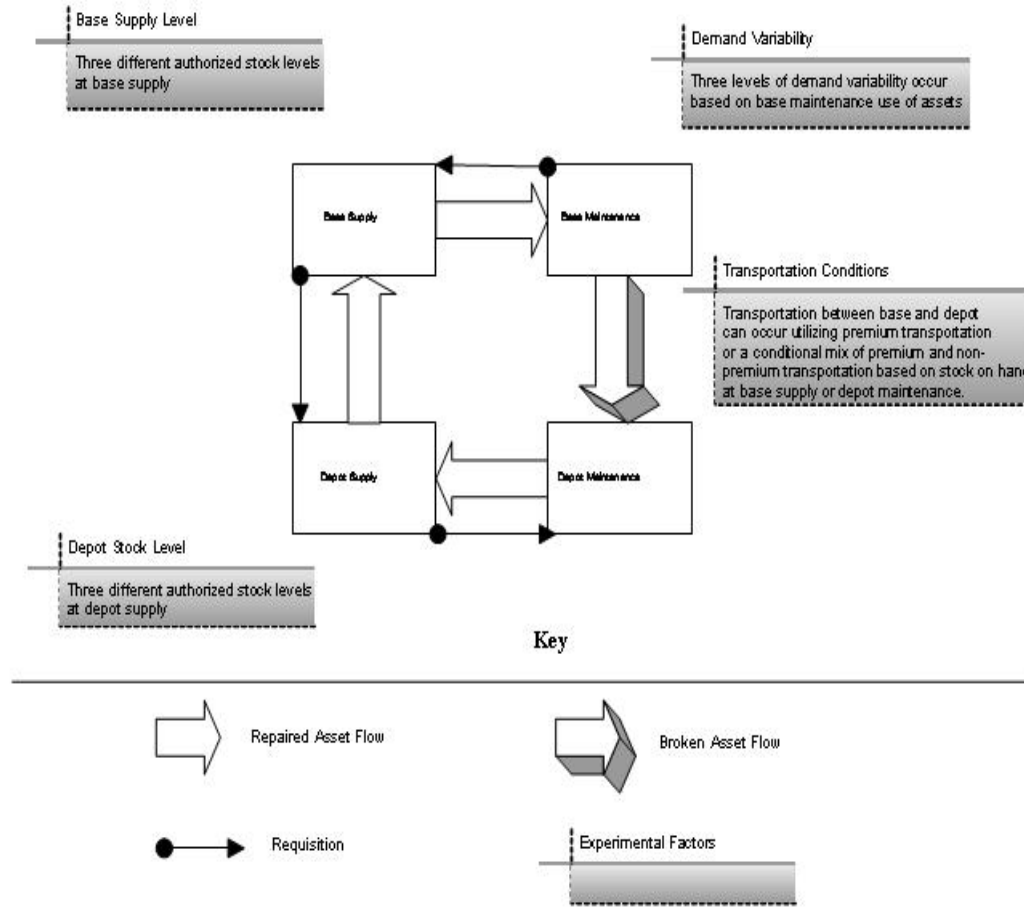 Base Supply Level
Three different authorized stock levels
at base supply
Demand Variability
Three levels of demand variability occur
based on base maintenance use of assets
Base Supply
Base Maintenance
Transportation Conditions
Transportation between base and depot
can occur utilizing premium transportation
or a conditional mix of premium and non-
premium transportation based on stock on hand
at base supply or depot maintenance.
Depot Supply
Depot Maintenance
Depot Stock Level
Three different authorized stock levels
at depot supply
Key
Repaired Asset Flow
Broken Asset Flow
Requisition
Experimental Factors